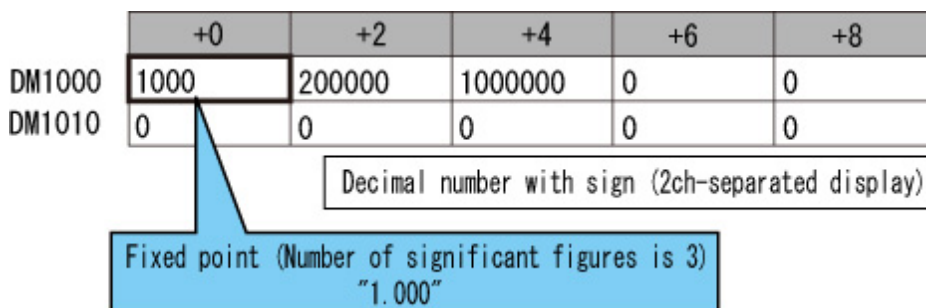 +0 +2 +4 +6 +8
DM1000 1000 200000 1000000 0 0
DM1010 0 0 0 0 0
Decimal number with sign (2ch-separated display)
Fixed point (Number of significant figures is 3)
"1.000"